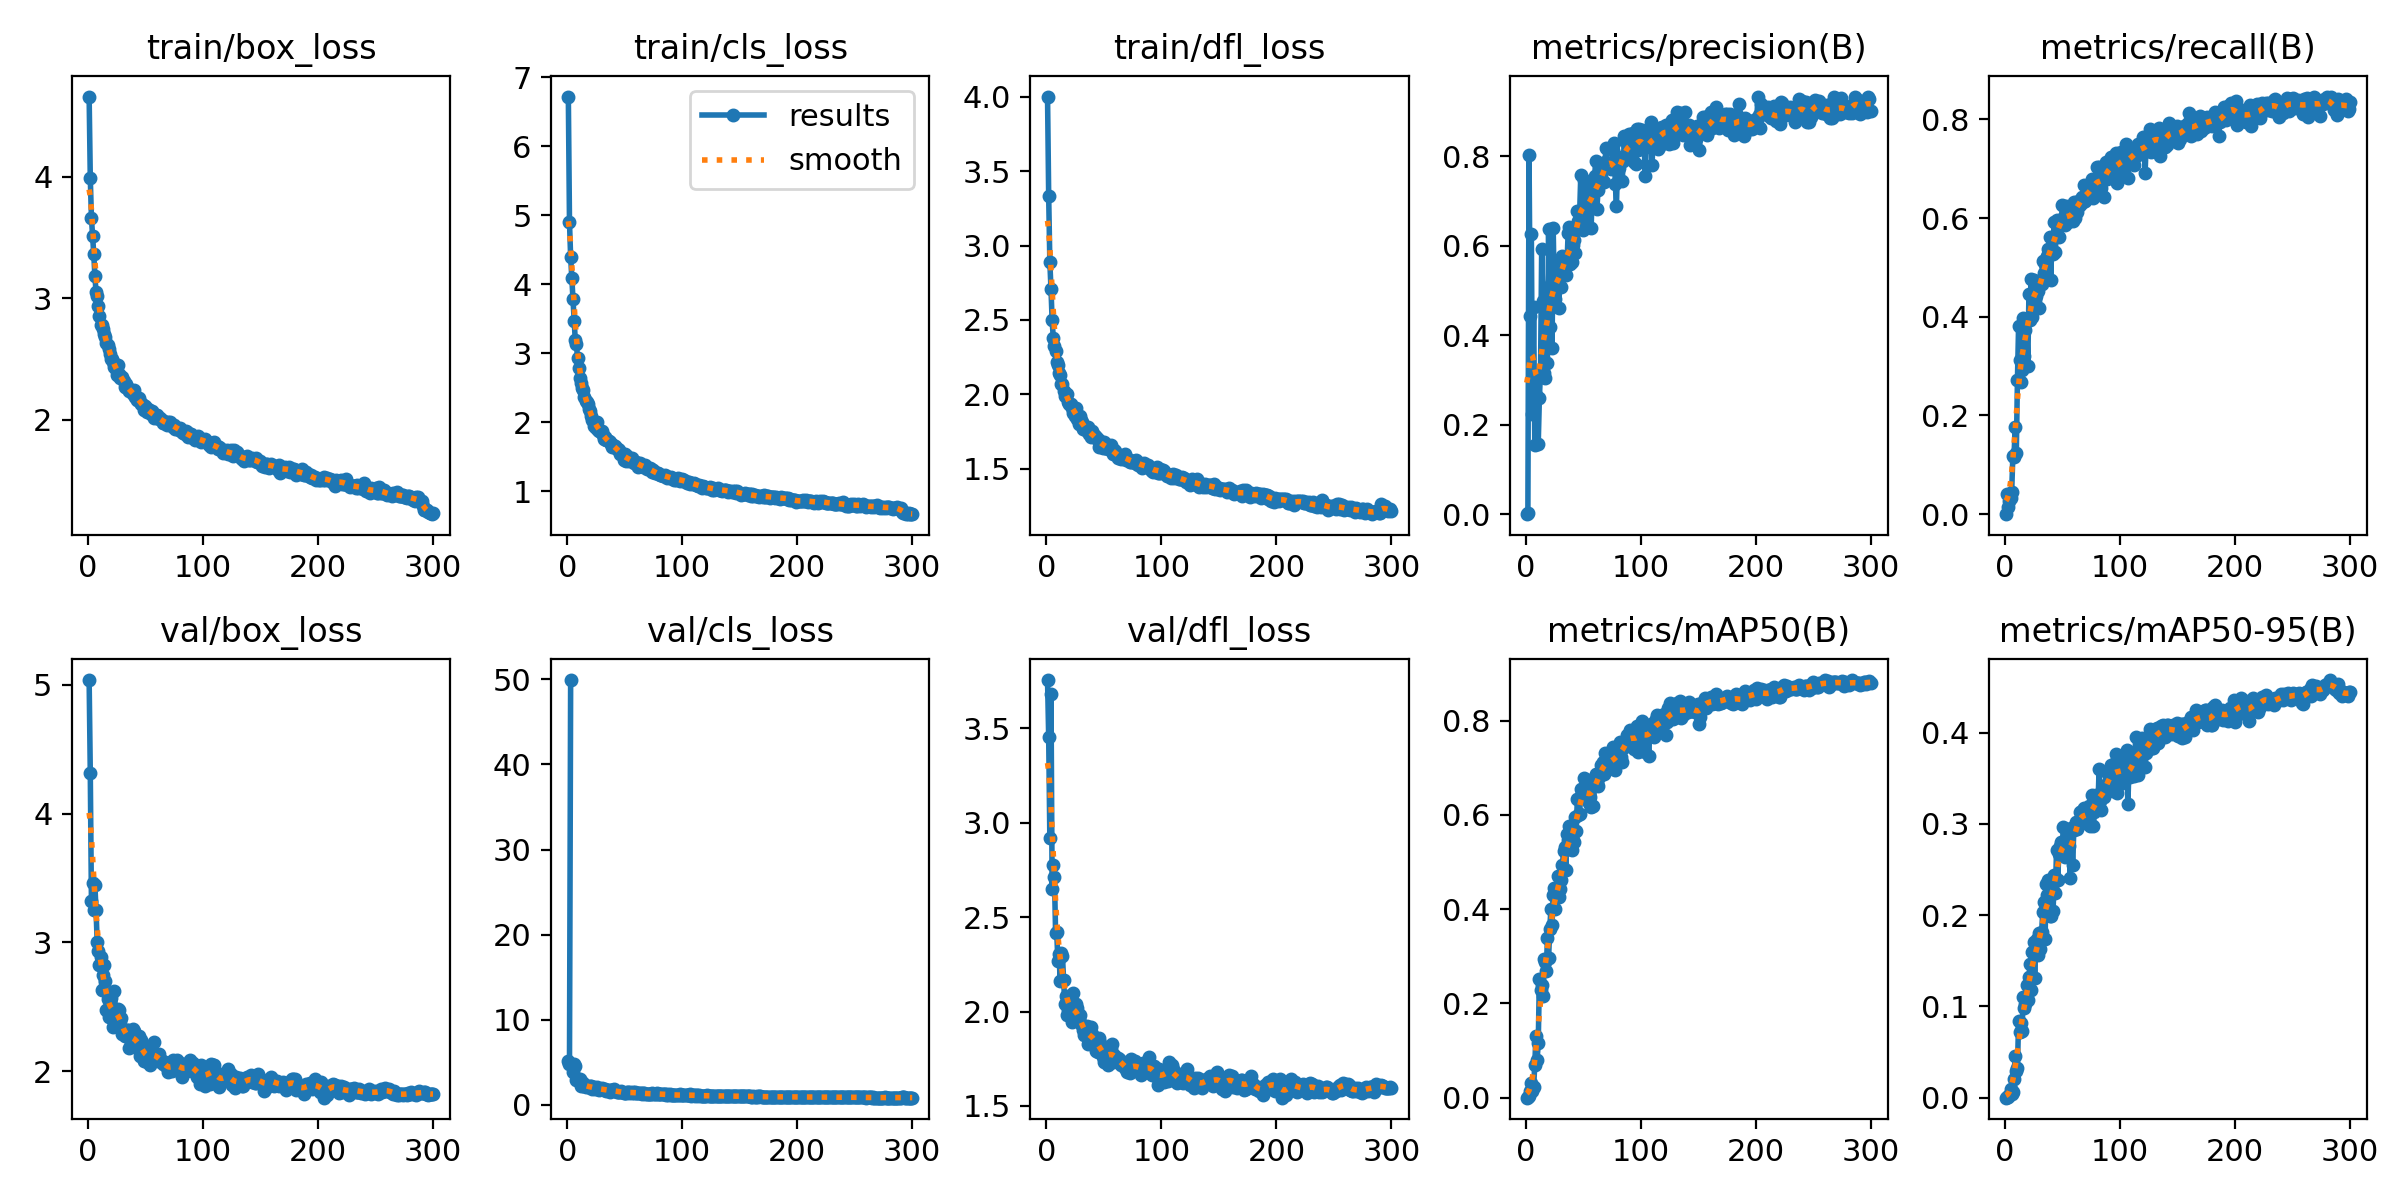 train/box_loss
4
3
2
0 100 200 300
train/cls_loss
7
6
5
4
3
2
1
results
smooth
0 100 200 300
train/dfl_loss
4.0
3.5
3.0
2.5
2.0
1.5
0 100 200 300
metrics/precision(B)
0.8
0.6
0.4
0.2
0.0
0 100 200 300
metrics/recall(B)
0.8
0.6
0.4
0.2
0.0
0 100 200 300
val/box_loss
5
4
3
2
0 100 200 300
val/cls_loss
50
40
30
20
10
0
0 100 200 300
val/dfl_loss
3.5
3.0
2.5
2.0
1.5
0 100 200 300
metrics/mAP50(B)
0.8
0.6
0.4
0.2
0.0
0 100 200 300
metrics/mAP50-95(B)
0.4
0.3
0.2
0.1
0.0
0 100 200 300